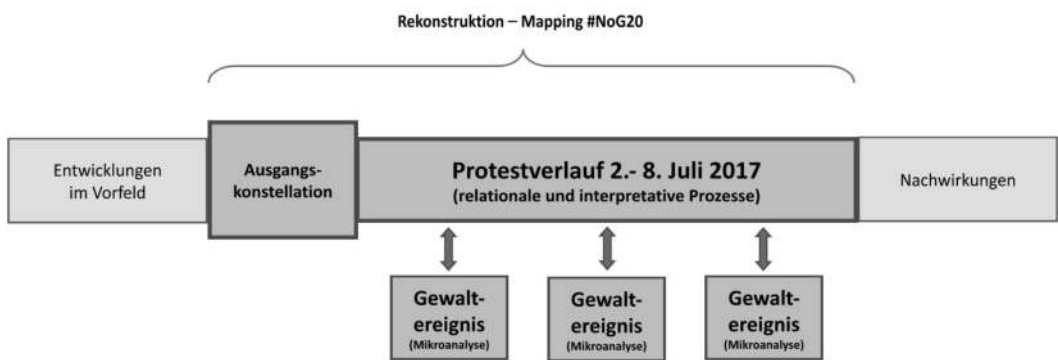 Rekonstruktion – Mapping #NoG20
Entwicklungen
im Vorfeld
Ausgangs-
konstellation
Protestverlauf 2.- 8. Juli 2017
(relationale und interpretative Prozesse)
Nachwirkungen
Gewalt-
ereignis
(Mikroanalyse)
Gewalt-
ereignis
(Mikroanalyse)
Gewalt-
ereignis
(Mikroanalyse)